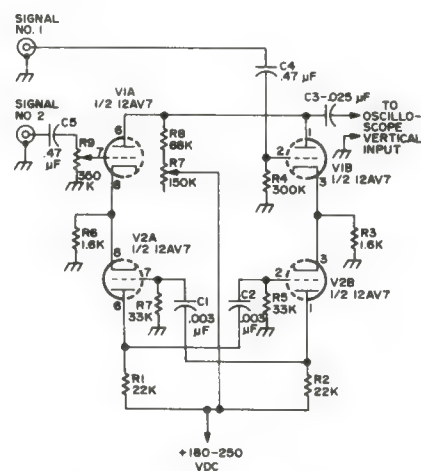 SIGNAL
NO. 1
C4
.47 µF
C3-.025 µF
TO
OSCILLO-
SCOPE
VERTICAL
INPUT
V1A
1/2 12AV7
SIGNAL
NO 2
C5
.47
µF
R9
350
K
6
7
8
R8
68K
R7
150K
1
2
3
R4
300K
V1B
1/2 12AV7
R6
1.6K
R3
1.6K
V2A
1/2 12AV7
8
7
6
R7
33K
C1
.003
µF
C2
.003
µF
2
R5
33K
3
1
V2B
1/2 12AV7
R1
22K
R2
22K
+180-250
VDC